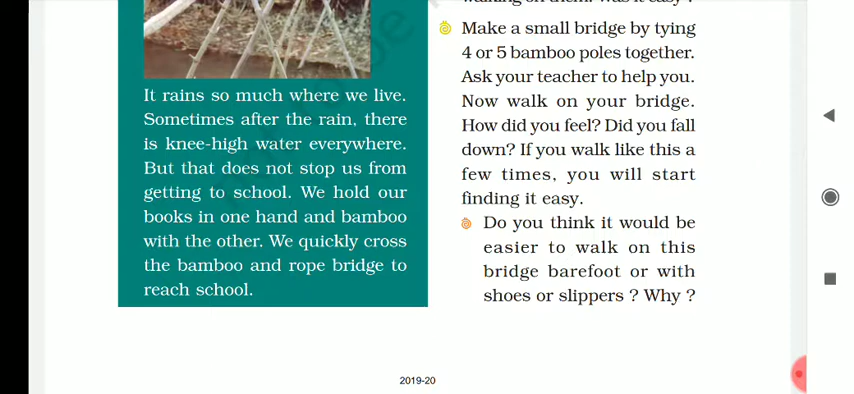 It rains so much where we live.
Sometimes after the rain, there
is knee-high water everywhere.
But that does not stop us from
getting to school. We hold our
books in one hand and bamboo
with the other. We quickly cross
the bamboo and rope bridge to
reach school.
walking on them? Was it easy ?
Make a small bridge by tying
4 or 5 bamboo poles together.
Ask your teacher to help you.
Now walk on your bridge.
How did you feel? Did you fall
down? If you walk like this a
few times, you will start
finding it easy.
Do you think it would be
easier to walk on this
bridge barefoot or with
shoes or slippers ? Why ?
2019-20